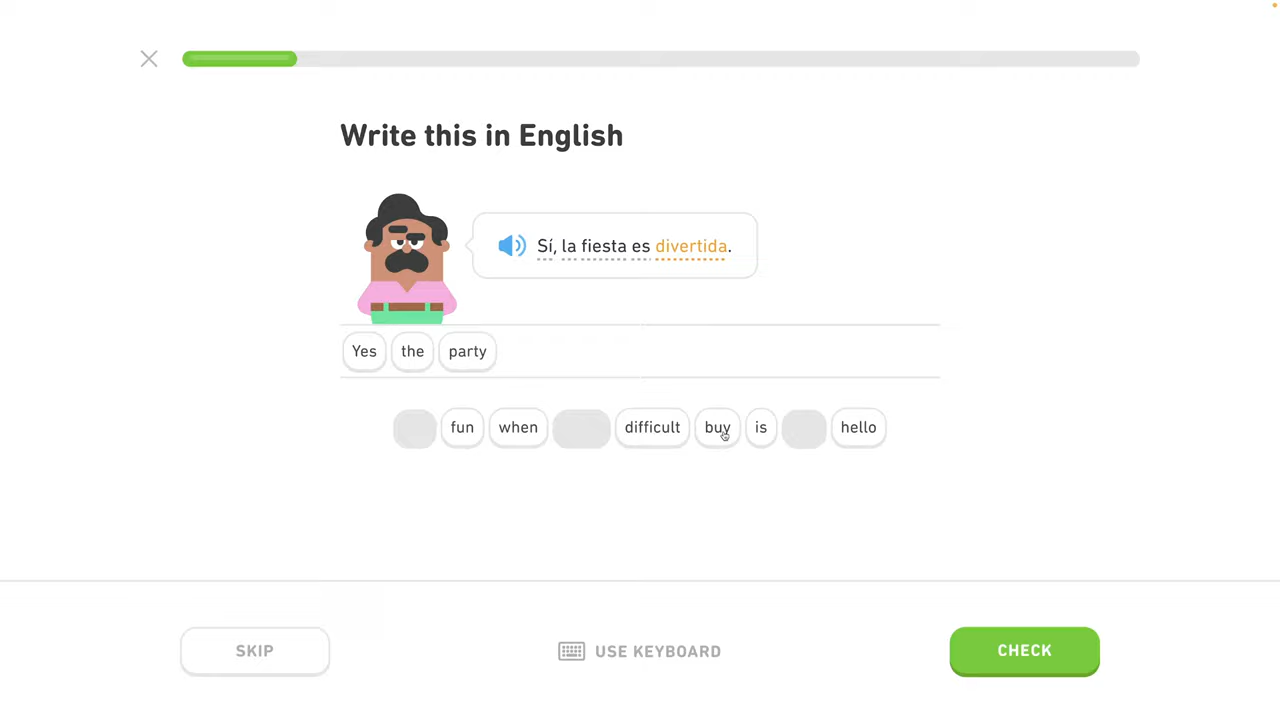 Write this in English
Sí, la fiesta es divertida.
Yes the party
fun when difficult buy is hello
SKIP USE KEYBOARD CHECK